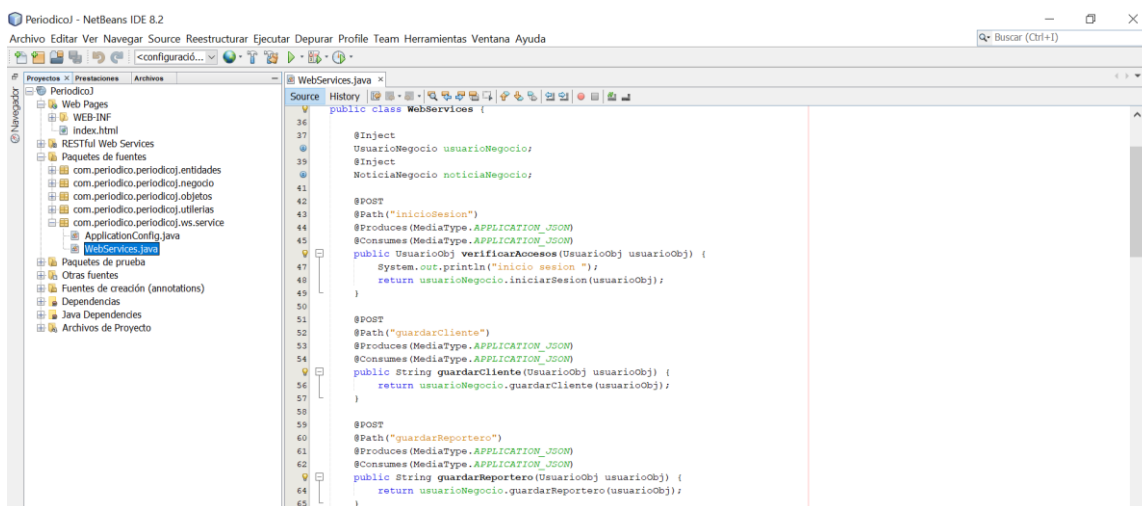 PeriodicoJ - NetBeans IDE 8.2
Archivo Editar Ver Navegar Source Reestructurar Ejecutar Depurar Profile Team Herramientas Ventana Ayuda
Buscar (Ctrl+I)
<configuració...
Proyectos × Prestaciones Archivos
Navegador
PeriodicoJ
Web Pages
WEB-INF
index.html
RESTful Web Services
Paquetes de fuentes
com.periodico.periodicoj.entidades
com.periodico.periodicoj.negocio
com.periodico.periodicoj.objetos
com.periodico.periodicoj.utilerias
com.periodico.periodicoj.ws.service
ApplicationConfig.java
WebServices.java
Paquetes de prueba
Otras fuentes
Fuentes de creación (annotations)
Dependencias
Java Dependencies
Archivos de Proyecto
WebServices.java ×
Source History
public class WebServices {
36
37 @Inject
UsuarioNegocio usuarioNegocio;
39 @Inject
NoticiaNegocio noticiaNegocio;
41
42 @POST
43 @Path("inicioSesion")
44 @Produces(MediaType.APPLICATION_JSON)
45 @Consumes(MediaType.APPLICATION_JSON)
public UsuarioObj verificarAccesos(UsuarioObj usuarioObj) {
47 System.out.println("inicio sesion ");
48 return usuarioNegocio.iniciarSesion(usuarioObj);
49 }
50
51 @POST
52 @Path("guardarCliente")
53 @Produces(MediaType.APPLICATION_JSON)
54 @Consumes(MediaType.APPLICATION_JSON)
public String guardarCliente(UsuarioObj usuarioObj) {
56 return usuarioNegocio.guardarCliente(usuarioObj);
57 }
58
59 @POST
60 @Path("guardarReportero")
61 @Produces(MediaType.APPLICATION_JSON)
62 @Consumes(MediaType.APPLICATION_JSON)
public String guardarReportero(UsuarioObj usuarioObj) {
64 return usuarioNegocio.guardarReportero(usuarioObj);
65 }